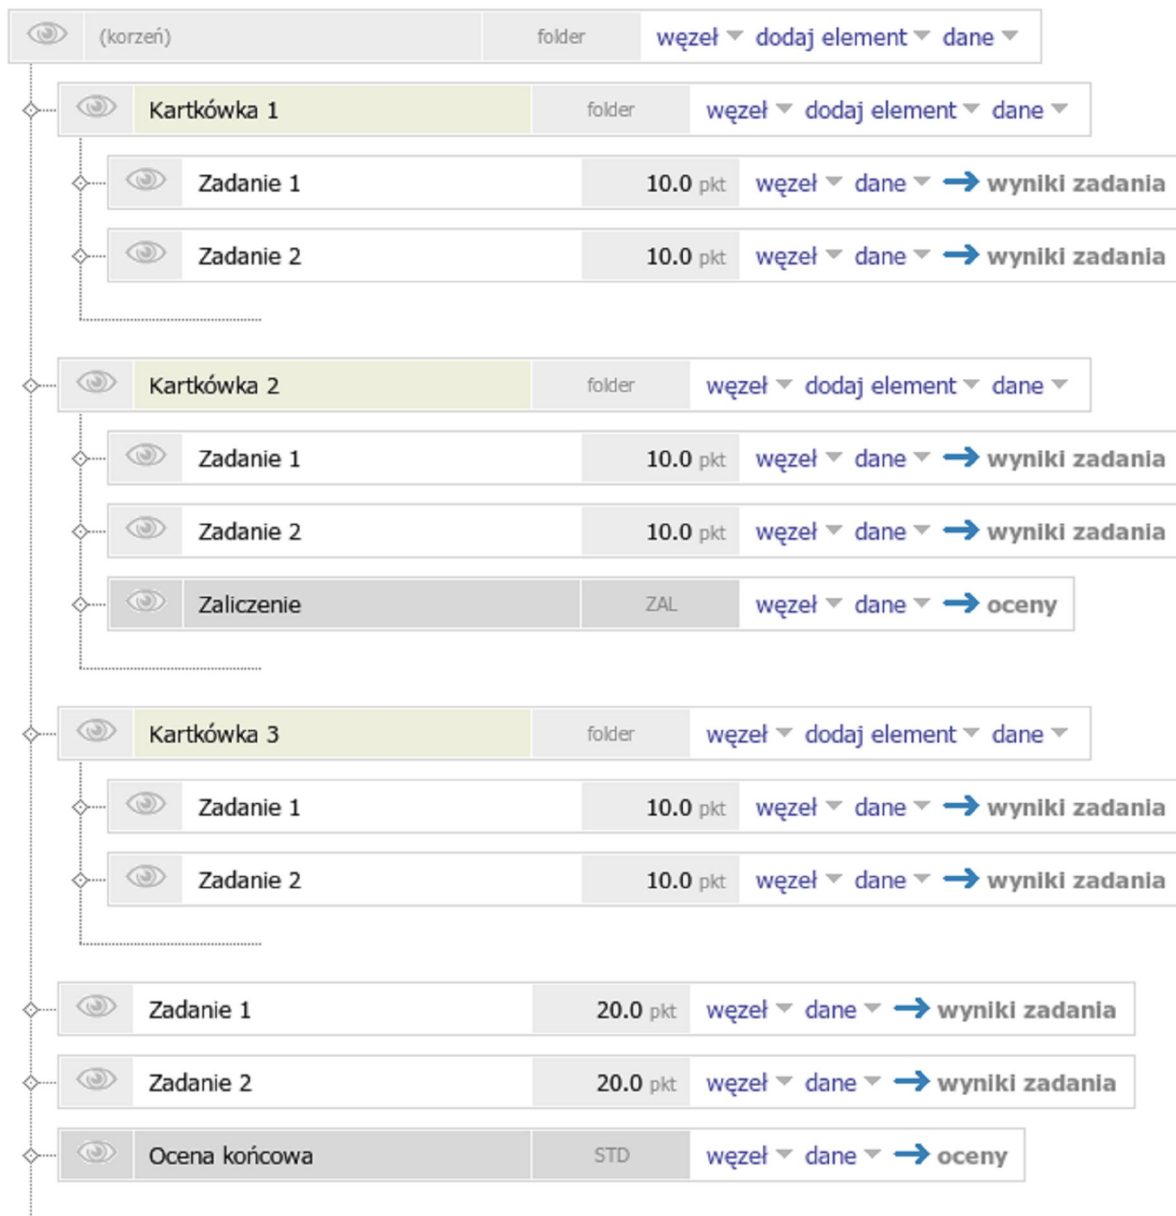 (korzeń) folder węzeł dodaj element dane
Kartkówka 1 folder węzeł dodaj element dane
Zadanie 1 10.0 pkt węzeł dane wyniki zadania
Zadanie 2 10.0 pkt węzeł dane wyniki zadania
Kartkówka 2 folder węzeł dodaj element dane
Zadanie 1 10.0 pkt węzeł dane wyniki zadania
Zadanie 2 10.0 pkt węzeł dane wyniki zadania
Zaliczenie ZAL węzeł dane oceny
Kartkówka 3 folder węzeł dodaj element dane
Zadanie 1 10.0 pkt węzeł dane wyniki zadania
Zadanie 2 10.0 pkt węzeł dane wyniki zadania
Zadanie 1 20.0 pkt węzeł dane wyniki zadania
Zadanie 2 20.0 pkt węzeł dane wyniki zadania
Ocena końcowa STD węzeł dane oceny